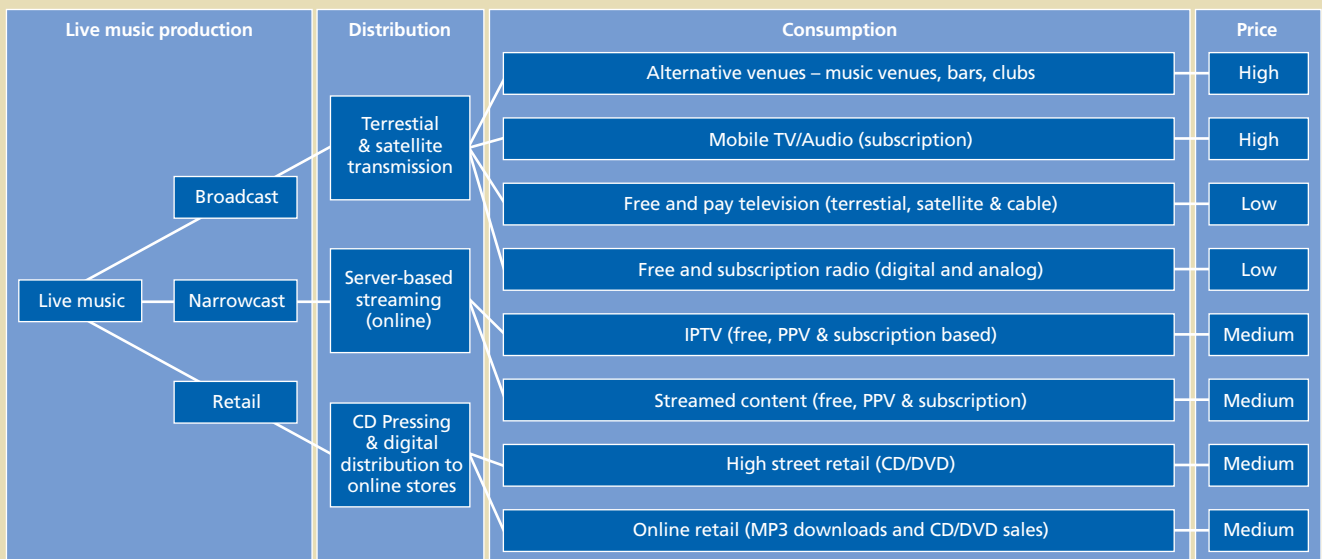 Live music production
Distribution
Consumption
Price
Live music
Broadcast
Narrowcast
Retail
Terrestial
& satellite
transmission
Server-based
streaming
(online)
CD Pressing
& digital
distribution to
online stores
Alternative venues – music venues, bars, clubs
High
Mobile TV/Audio (subscription)
High
Free and pay television (terrestial, satellite & cable)
Low
Free and subscription radio (digital and analog)
Low
IPTV (free, PPV & subscription based)
Medium
Streamed content (free, PPV & subscription)
Medium
High street retail (CD/DVD)
Medium
Online retail (MP3 downloads and CD/DVD sales)
Medium